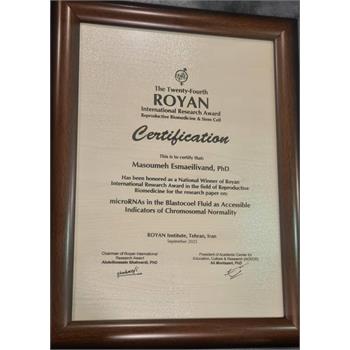 The Twenty-Fourth
ROYAN
International Research Award
Reproductive Biomedicine & Stem Cell
Certification
This is to certify that:
Masoumeh Esmaeilivand, PhD
Has been honored as a National Winner of Royan
International Research Award in the field of Reproductive
Biomedicine for the research paper on:
microRNAs in the Blastocoel Fluid as Accessible
Indicators of Chromosomal Normality
ROYAN Institute, Tehran, Iran
September 2023
Chairman of Royan International
Research Award
Abdolhossein Shahverdi, PhD
President of Academic Center for
Education, Culture & Research (ACECR)